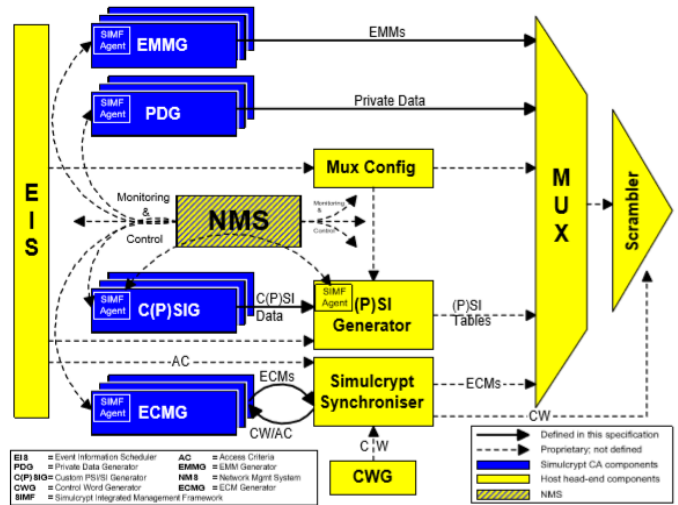 SIMF
Agent
EMMG
EMMs
SIMF
Agent
PDG
Private Data
EIS
Mux Config
MUX
Scrambler
Monitoring
&
Control
NMS
Monitoring
&
Control
SIMF
Agent
C(P)SIG
C(P)SI
Data
SIMF
Agent
(P)SI
Generator
(P)SI
Tables
AC
ECMs
SIMF
Agent
ECMG
CW/AC
Simulcrypt
Synchroniser
ECMs
CW
C W
CWG
EIS = Event Information Scheduler
PDG = Private Data Generator
C(P)SIG = Custom PSI/SI Generator
CWG = Control Word Generator
SIMF = Simulcrypt Integrated Management Framework
AC = Access Criteria
EMMG = EMM Generator
NMS = Network Mgmt System
ECMG = ECM Generator
Defined in this specification
Proprietary; not defined
Simulcrypt CA components
Host head-end components
NMS